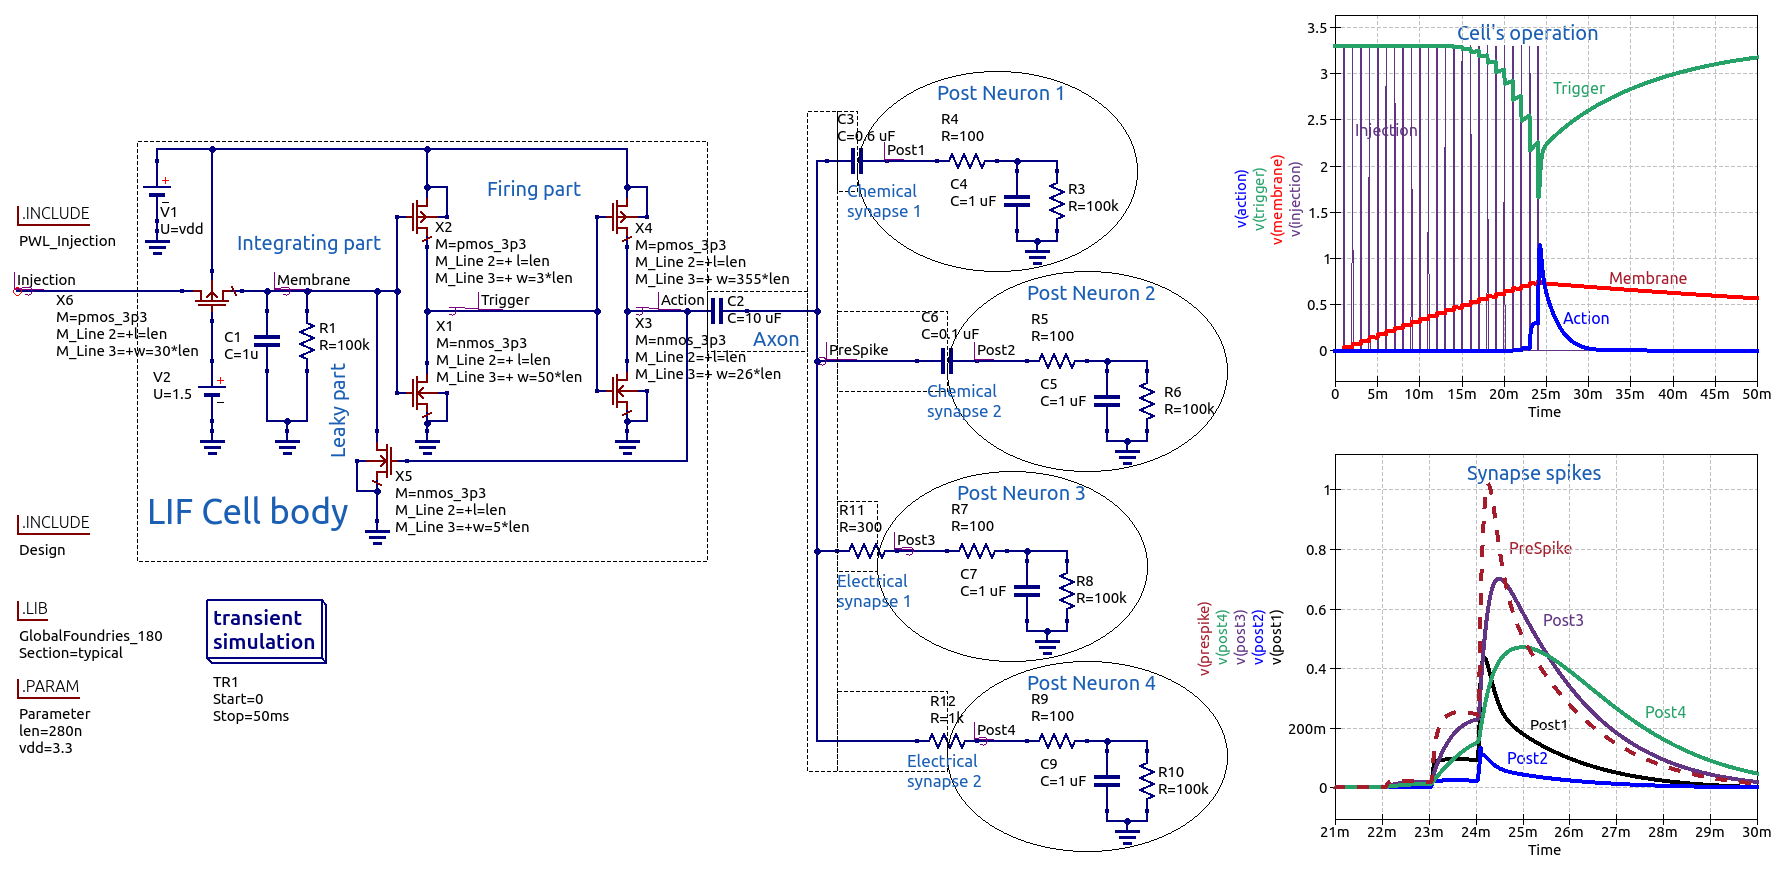 .INCLUDE
PWL_Injection
Injection
X6
M=pmos_3p3
M_Line 2=+l=len
M_Line 3=+w=30*len
+
V1
U=vdd
Integrating part
Membrane
C1
C=1u
R1
R=100k
V2
U=1.5
+
Leaky part
LIF Cell body
Firing part
X2
M=pmos_3p3
M_Line 2=+ l=len
M_Line 3=+ w=3*len
Trigger
X1
M=nmos_3p3
M_Line 2=+ l=len
M_Line 3=+ w=50*len
X4
M=pmos_3p3
M_Line 2=+l=len
M_Line 3=+ w=355*len
Action
X3
M=nmos_3p3
M_Line 2=+l=len
M_Line 3=+ w=26*len
X5
M=nmos_3p3
M_Line 2=+l=len
M_Line 3=+w=5*len
C2
C=10 uF
Axon
.INCLUDE
Design
.LIB
GlobalFoundries_180
Section=typical
.PARAM
Parameter
len=280n
vdd=3.3
transient
simulation
TR1
Start=0
Stop=50ms
Post Neuron 1
C3
C=0.6 uF
Post1
R4
R=100
C4
C=1 uF
R3
R=100k
Chemical
synapse 1
Post Neuron 2
PreSpike
C6
C=0.1 uF
Post2
R5
R=100
C5
C=1 uF
R6
R=100k
Chemical
synapse 2
Post Neuron 3
R11
R=300
Post3
R7
R=100
C7
C=1 uF
R8
R=100k
Electrical
synapse 1
Post Neuron 4
R12
R=1k
Post4
R9
R=100
C9
C=1 uF
R10
R=100k
Electrical
synapse 2
Cell's operation
v(action)
v(trigger)
v(membrane)
v(injection)
3.5
3
2.5
2
1.5
1
0.5
0
Trigger
Injection
Membrane
Action
0 5m 10m 15m 20m 25m 30m 35m 40m 45m 50m
Time
Synapse spikes
v(prespike)
v(post4)
v(post3)
v(post2)
v(post1)
1
0.8
0.6
0.4
200m
0
PreSpike
Post3
Post4
Post1
Post2
21m 22m 23m 24m 25m 26m 27m 28m 29m 30m
Time